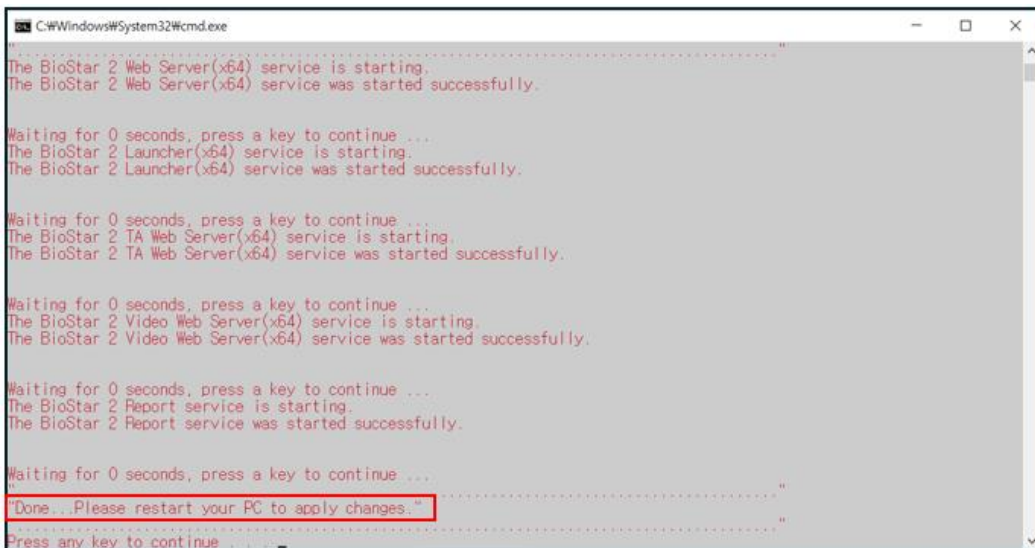 C:₩Windows₩System32₩cmd.exe
"........................................................................................"
The BioStar 2 Web Server(x64) service is starting.
The BioStar 2 Web Server(x64) service was started successfully.
Waiting for 0 seconds, press a key to continue ...
The BioStar 2 Launcher(x64) service is starting.
The BioStar 2 Launcher(x64) service was started successfully.
Waiting for 0 seconds, press a key to continue ...
The BioStar 2 TA Web Server(x64) service is starting.
The BioStar 2 TA Web Server(x64) service was started successfully.
Waiting for 0 seconds, press a key to continue ...
The BioStar 2 Video Web Server(x64) service is starting.
The BioStar 2 Video Web Server(x64) service was started successfully.
Waiting for 0 seconds, press a key to continue ...
The BioStar 2 Report service is starting.
The BioStar 2 Report service was started successfully.
Waiting for 0 seconds, press a key to continue ...
"........................................................................................"
"Done...Please restart your PC to apply changes."
"........................................................................................"
Press any key to continue . . .